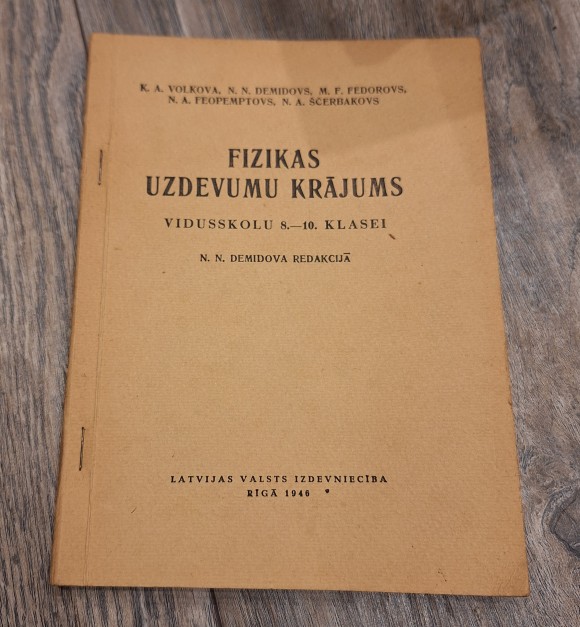 K. A. VOLKOVA, N. N. DEMIDOVS, M. F. FEDOROVS,
N. A. FEOPEMPTOVS, N. A. ŠČERBAKOVS
FIZIKAS
UZDEVUMU KRĀJUMS
VIDUSSKOLU 8.—10. KLASEI
N. N. DEMIDOVA REDAKCIJĀ
LATVIJAS VALSTS IZDEVNIECĪBA
RĪGĀ 1946